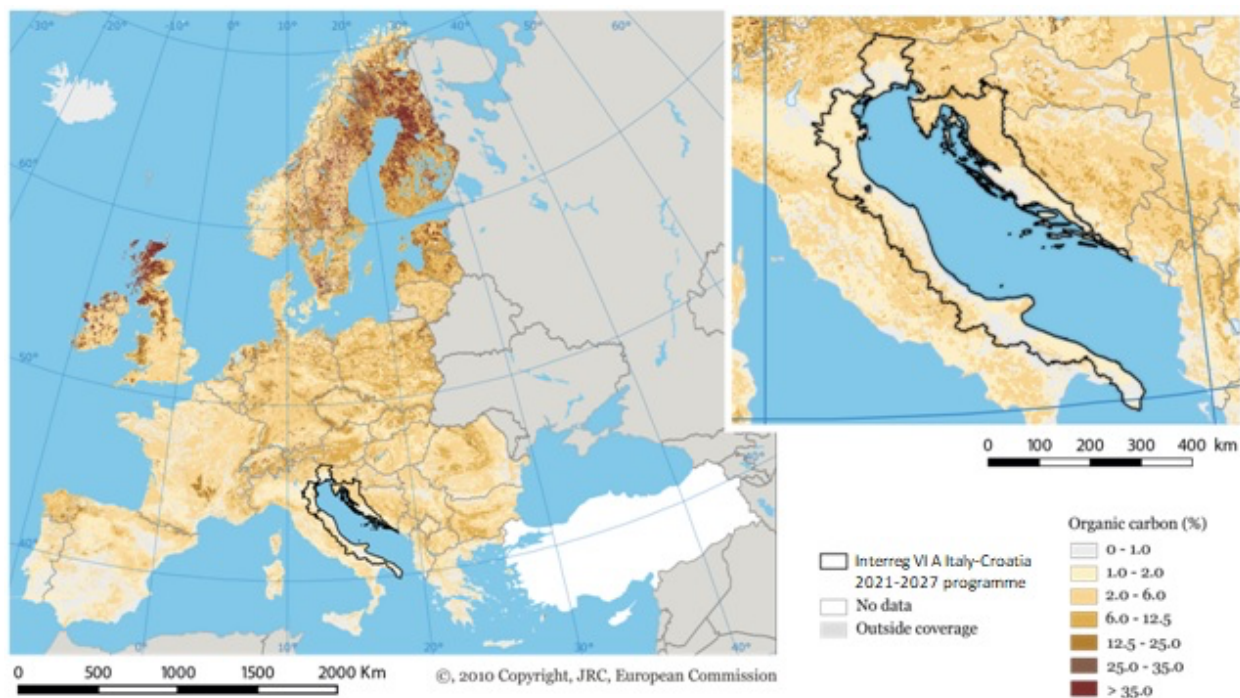 -30° -20° -10° 0° 10° 20° 30° 40° 50° 60°
60°
50°
40°
0° 10° 20° 30° 40°
0 500 1000 1500 2000 Km
©, 2010 Copyright, JRC, European Commission
0 100 200 300 400 km
Interreg VI A Italy-Croatia
2021-2027 programme
No data
Outside coverage
Organic carbon (%)
0 - 1.0
1.0 - 2.0
2.0 - 6.0
6.0 - 12.5
12.5 - 25.0
25.0 - 35.0
> 35.0